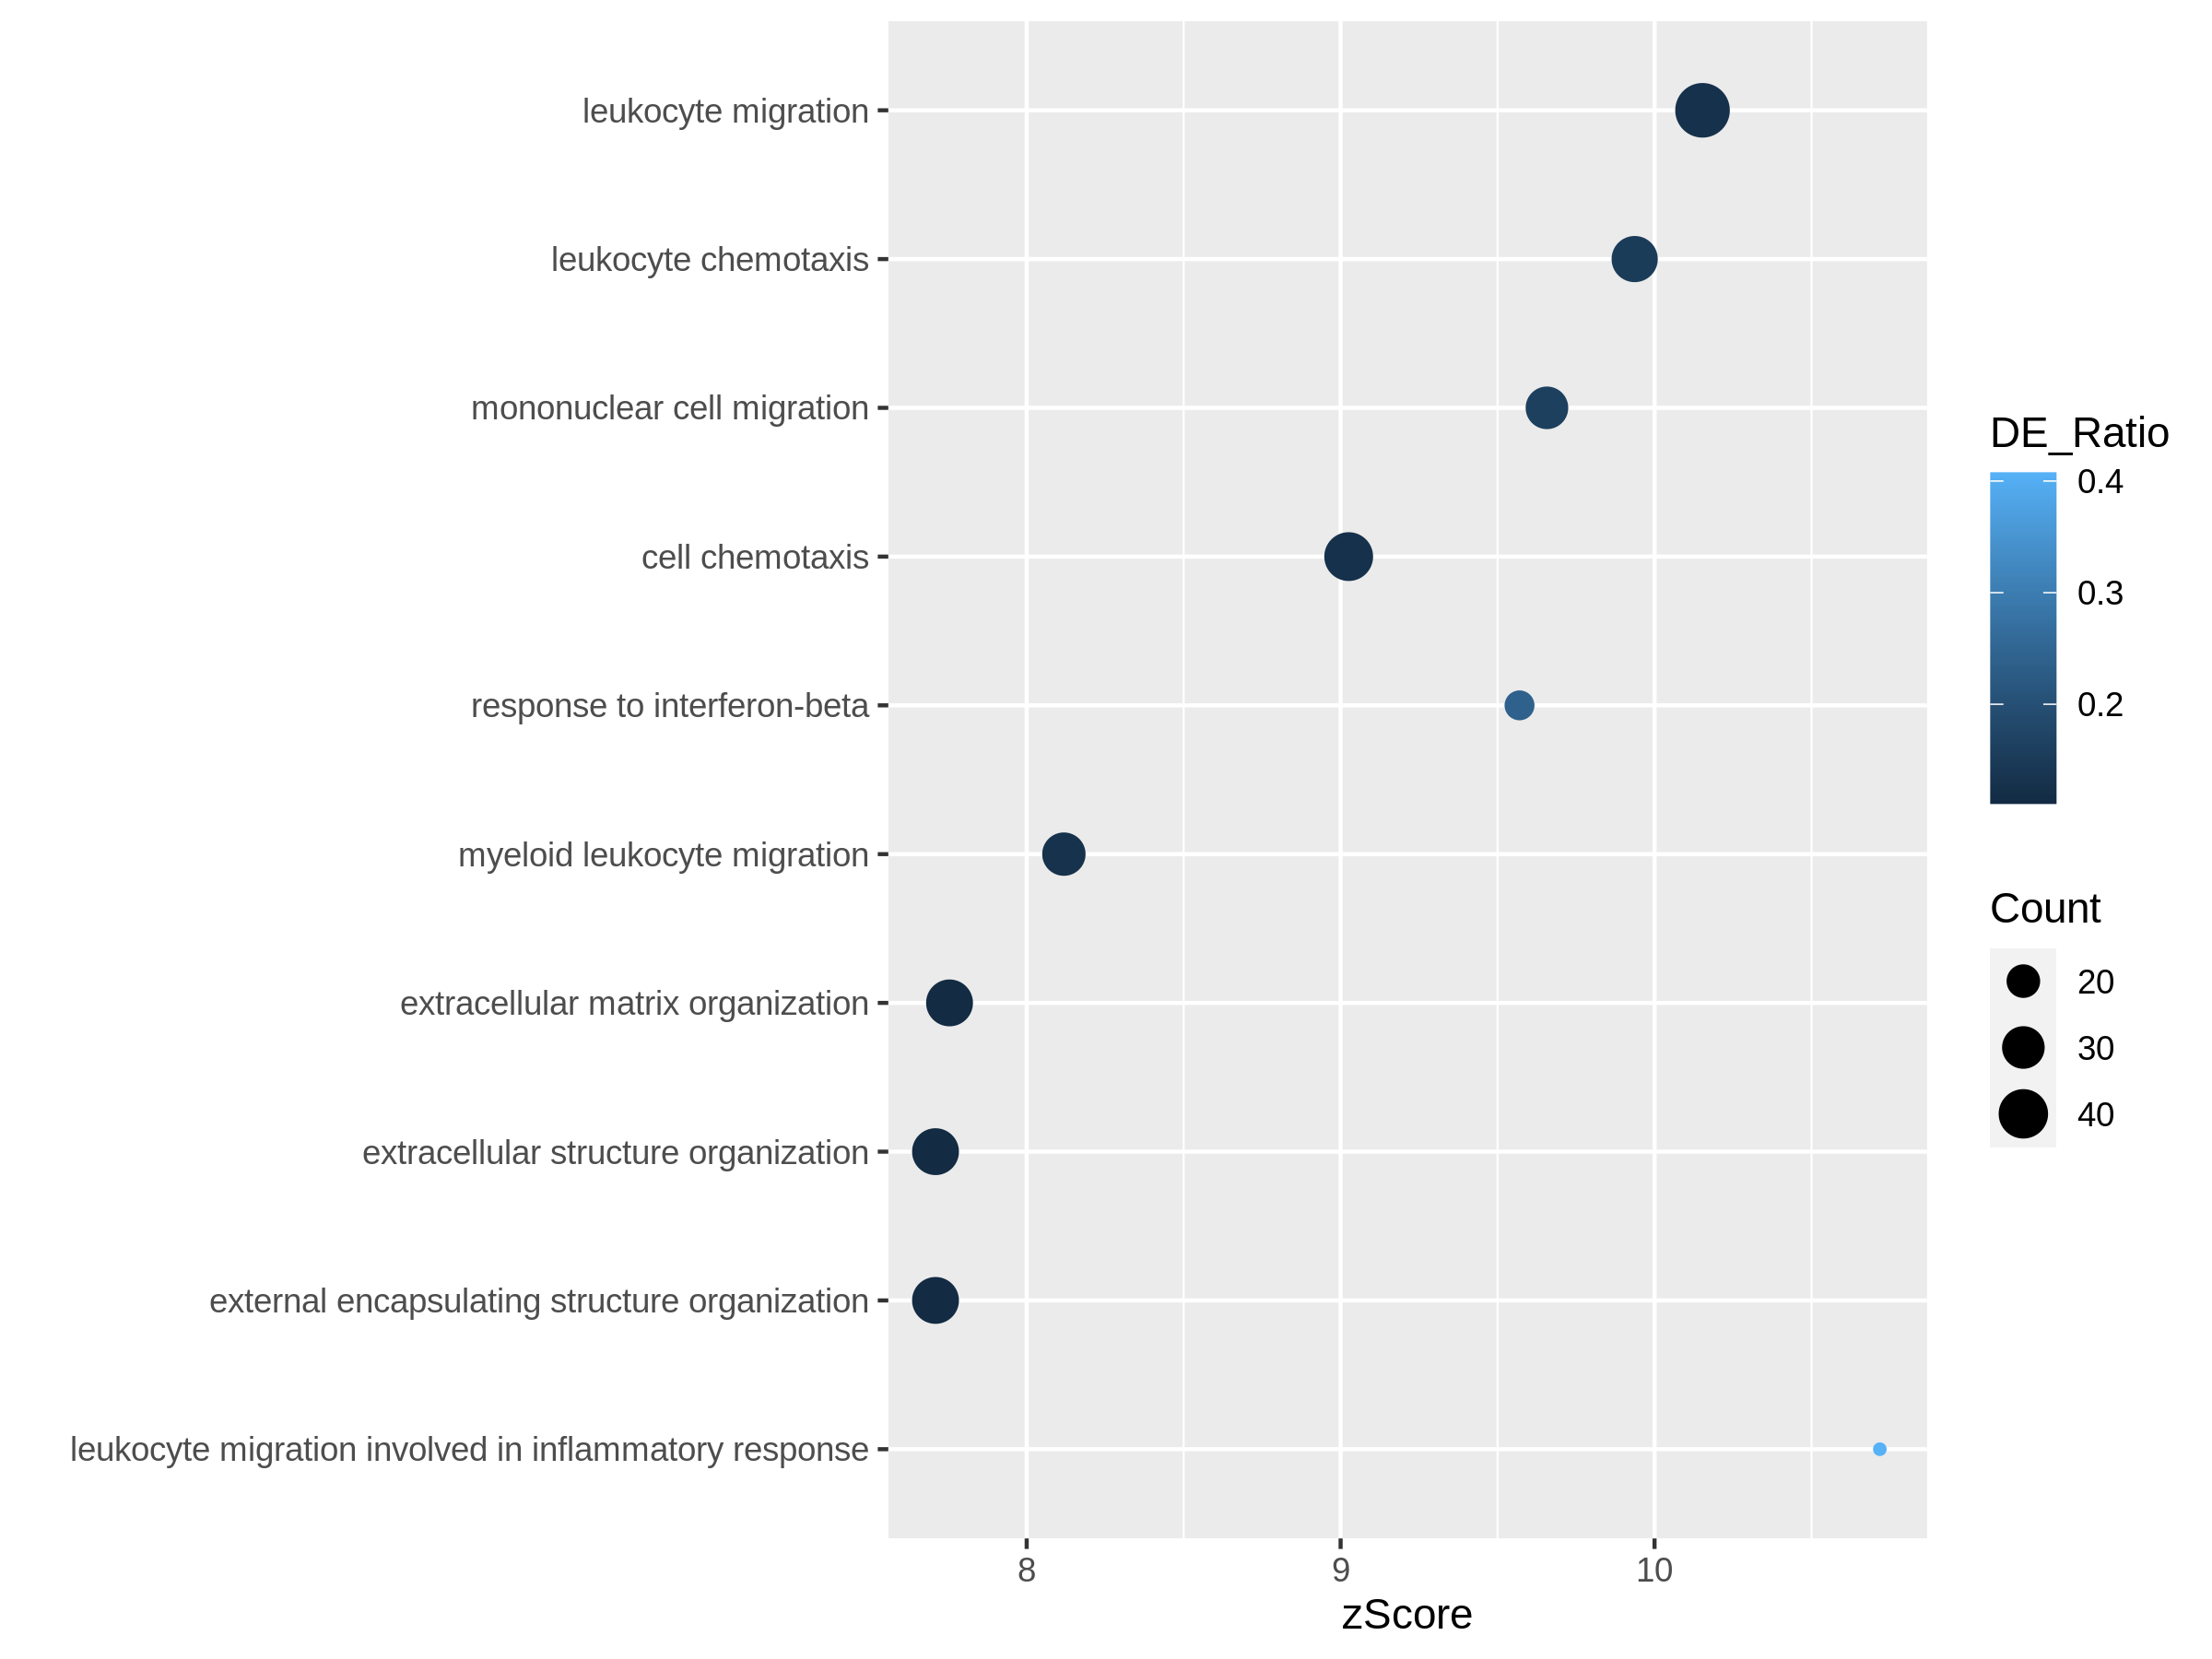 leukocyte migration
leukocyte chemotaxis
mononuclear cell migration
cell chemotaxis
response to interferon-beta
myeloid leukocyte migration
extracellular matrix organization
extracellular structure organization
external encapsulating structure organization
leukocyte migration involved in inflammatory response
8 9 10
zScore
DE_Ratio
0.4
0.3
0.2
Count
20
30
40